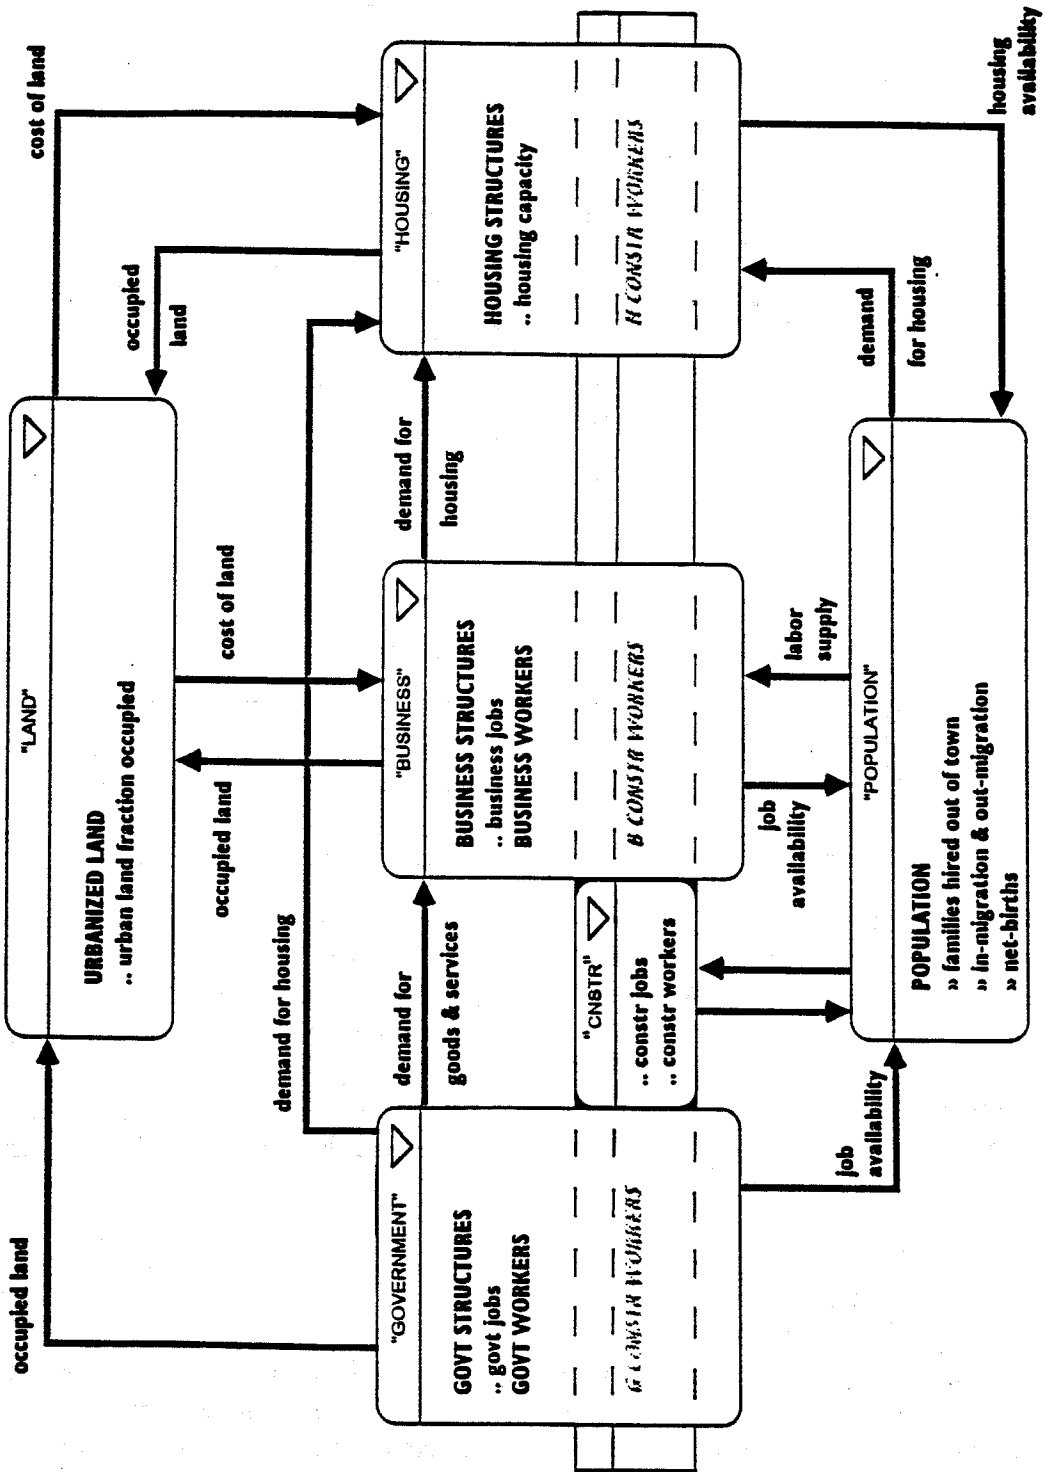 occupied land
"LAND"
cost of land
URBANIZED LAND
.. urban land fraction occupied
occupied
land
occupied land
cost of land
demand for housing
"GOVERNMENT"
GOVT STRUCTURES
.. govt jobs
GOVT WORKERS
G CONSTR WORKERS
demand for
goods & services
"BUSINESS"
BUSINESS STRUCTURES
.. business jobs
BUSINESS WORKERS
B CONSTR WORKERS
demand for
housing
"HOUSING"
HOUSING STRUCTURES
.. housing capacity
H CONSTR WORKERS
"CNSTR"
.. constr jobs
.. constr workers
job
availability
job
availability
labor
supply
demand
for housing
housing
availability
"POPULATION"
POPULATION
» families hired out of town
» in-migration & out-migration
» net-births